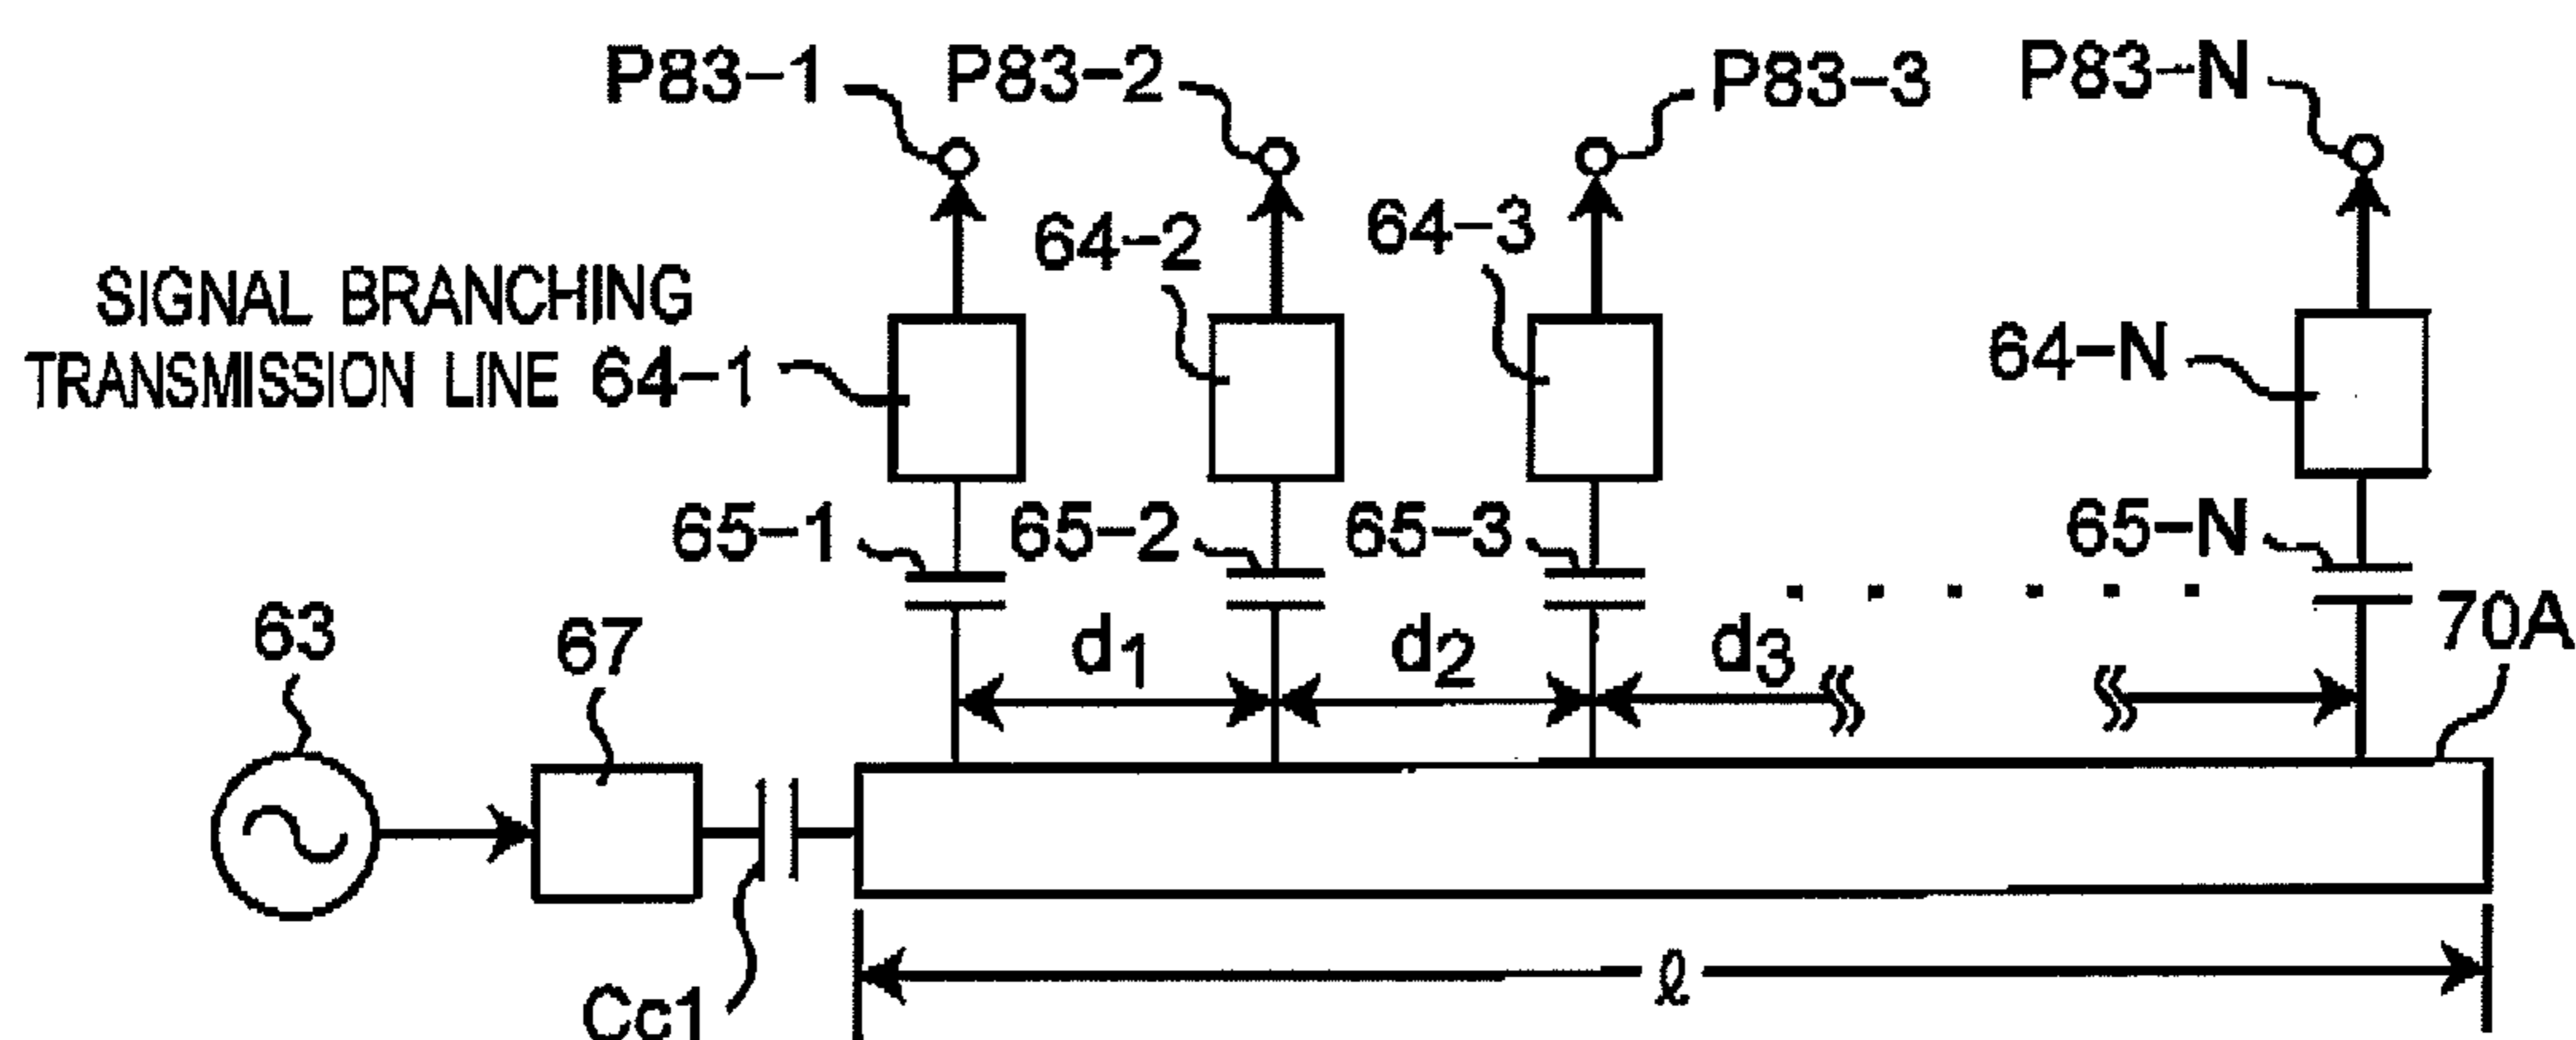 P83-1 P83-2 P83-3 P83-N
64-2 64-3
SIGNAL BRANCHING
TRANSMISSION LINE 64-1 64-N
65-1 65-2 65-3 65-N
63 67 d1 d2 d3 70A
Cc1 ℓ